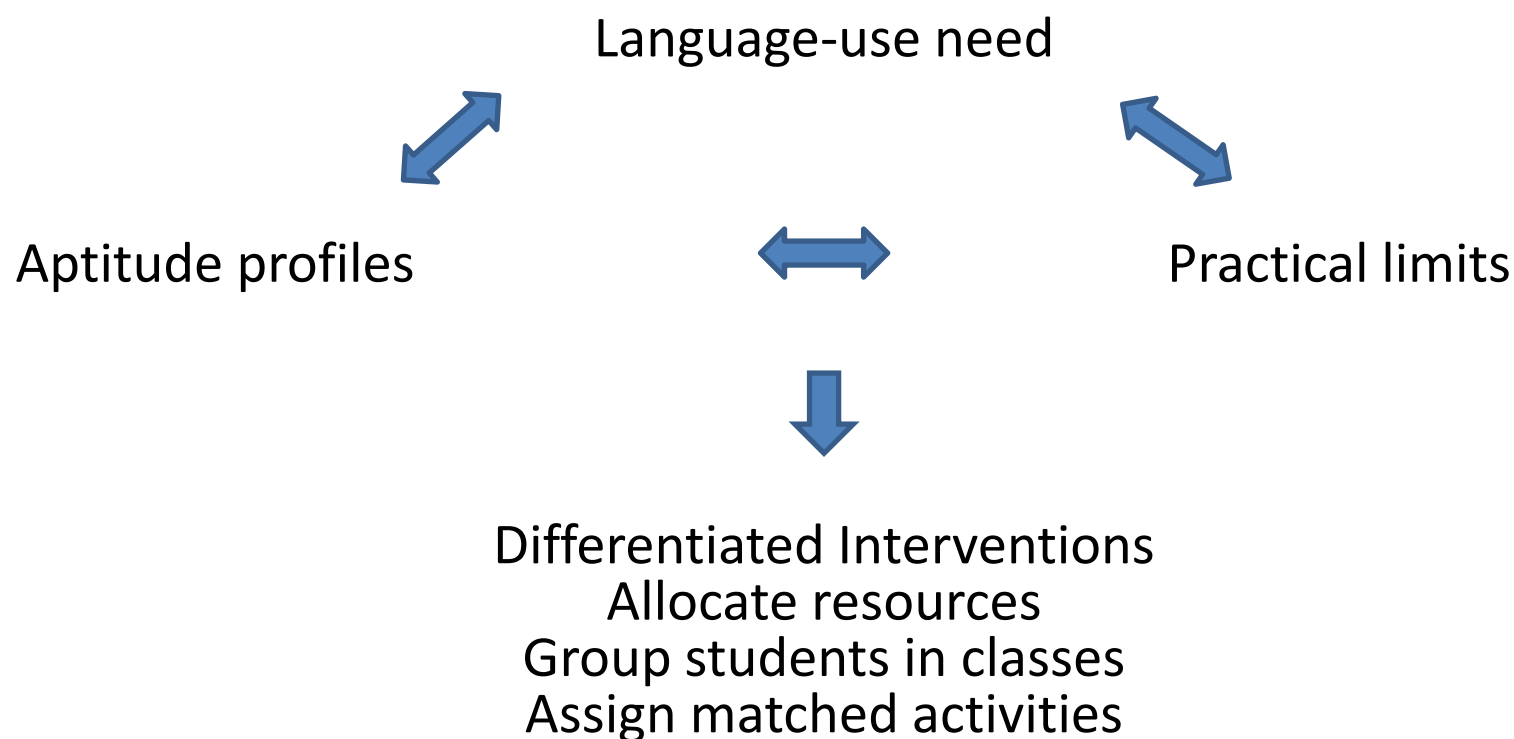 Language-use need
Aptitude profiles
Practical limits
Differentiated Interventions
Allocate resources
Group students in classes
Assign matched activities